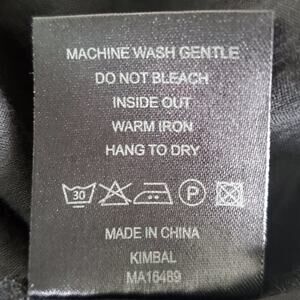 MACHINE WASH GENTLE
DO NOT BLEACH
INSIDE OUT
WARM IRON
HANG TO DRY
30 P
MADE IN CHINA
KIMBAL
MA16489